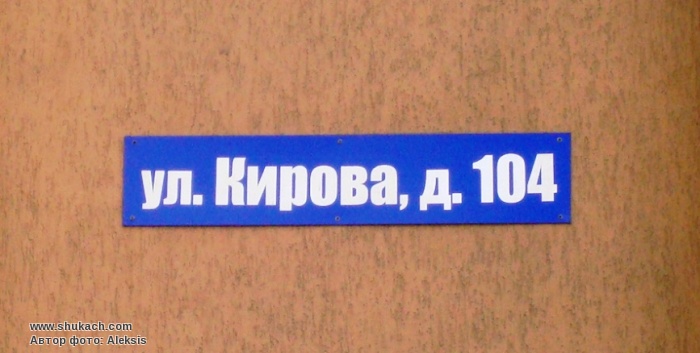 ул. Кирова, д. 104
www.shukach.com
Автор фото: Aleksis